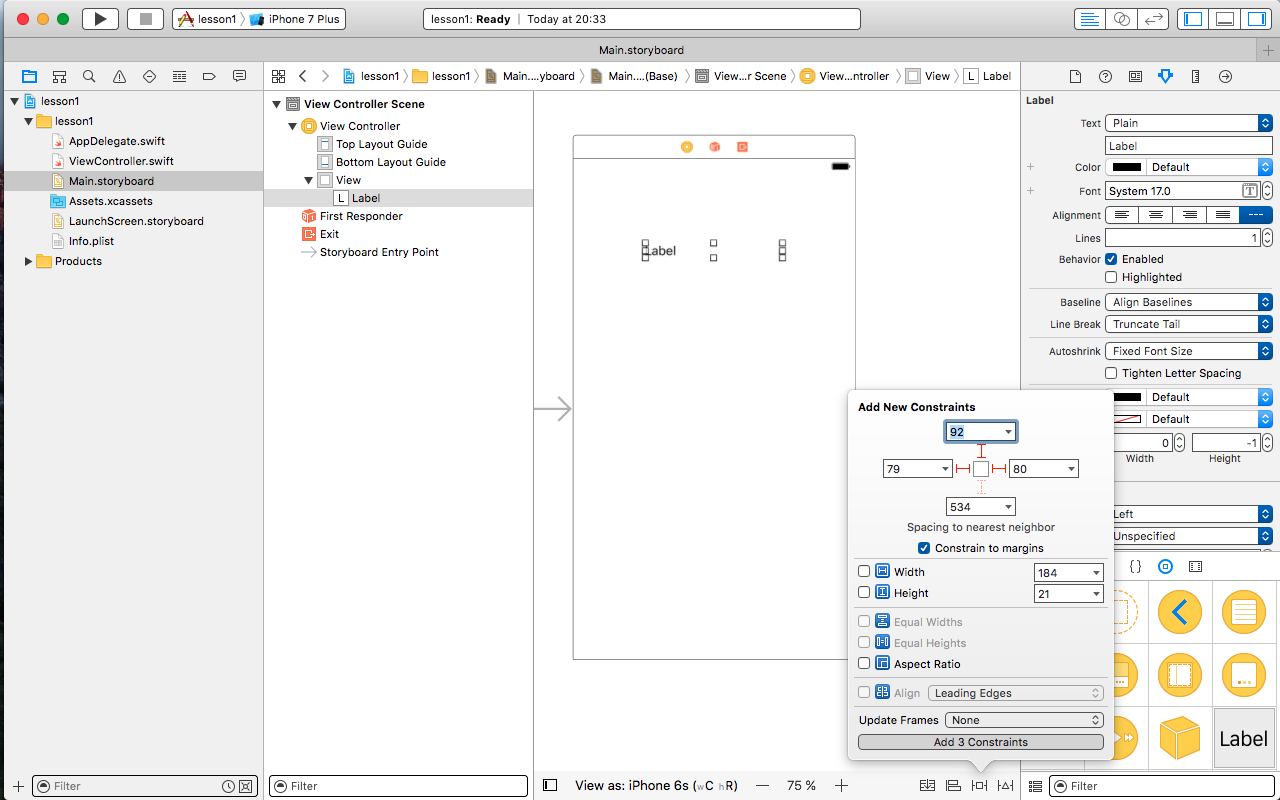 lesson1 〉 iPhone 7 Plus
lesson1: Ready | Today at 20:33
Main.storyboard
lesson1 〉 lesson1 〉 Main....yboard 〉 Main....(Base) 〉 View...r Scene 〉 View...ntroller 〉 View 〉 L Label
lesson1
lesson1
AppDelegate.swift
ViewController.swift
Main.storyboard
Assets.xcassets
LaunchScreen.storyboard
Info.plist
Products
Filter
View Controller Scene
View Controller
Top Layout Guide
Bottom Layout Guide
View
L Label
First Responder
Exit
Storyboard Entry Point
Filter
Label
View as: iPhone 6s (wC hR)
75 %
Add New Constraints
92
79
80
534
Spacing to nearest neighbor
Constrain to margins
Width 184
Height 21
Equal Widths
Equal Heights
Aspect Ratio
Align Leading Edges
Update Frames None
Add 3 Constraints
Label
Text Plain
Label
Color Default
Font System 17.0
Alignment
Lines 1
Behavior Enabled
Highlighted
Baseline Align Baselines
Line Break Truncate Tail
Autoshrink Fixed Font Size
Tighten Letter Spacing
Default
Default
0 -1
Width Height
Left
Unspecified
{}
Label
Filter